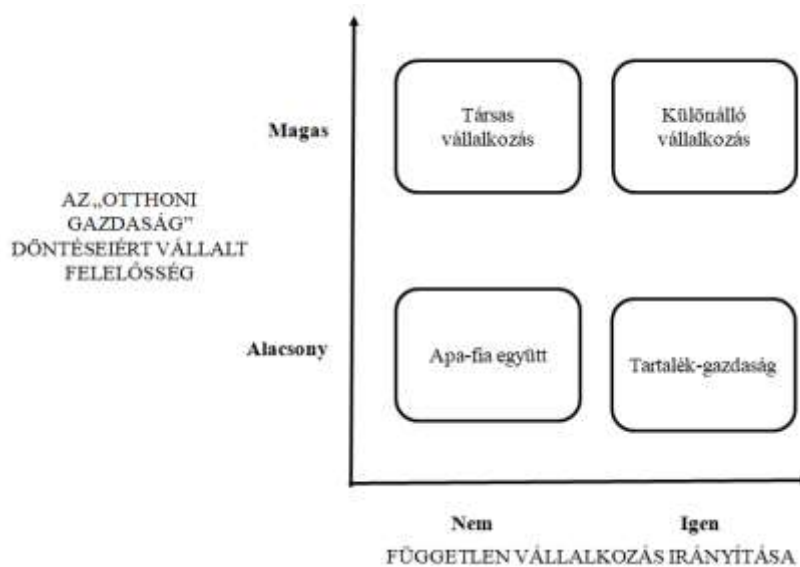 Magas
Társas
vállalkozás
Különálló
vállalkozás
AZ „OTTHONI
GAZDASÁG”
DÖNTÉSEIÉRT VÁLLALT
FELELŐSSÉG
Alacsony
Apa-fia együtt
Tartalék-gazdaság
Nem
Igen
FÜGGETLEN VÁLLALKOZÁS IRÁNYÍTÁSA